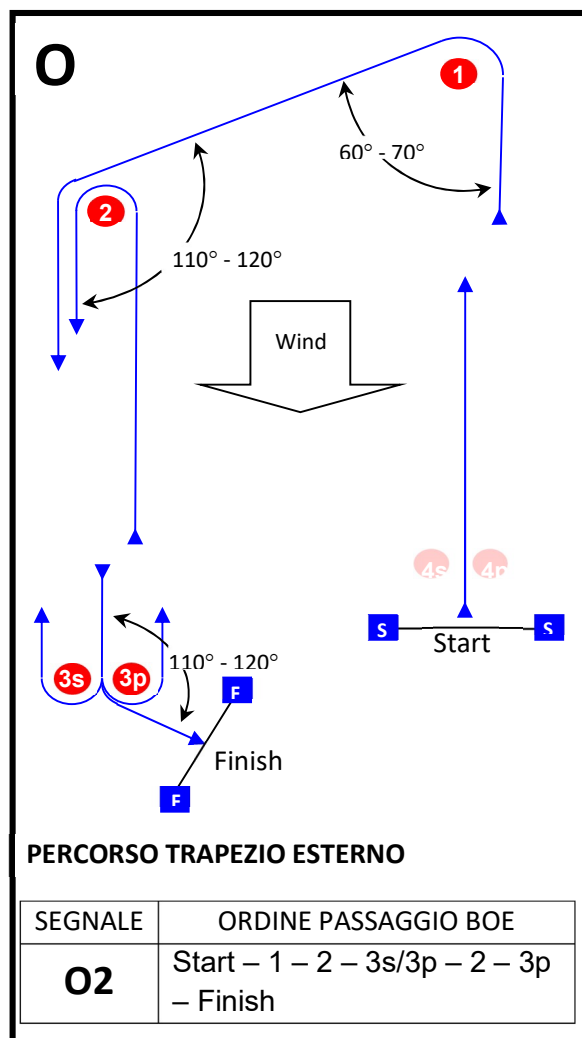 O
1
60° - 70°
2
110° - 120°
Wind
4s 4p
S S
Start
110° - 120°
3s 3p
F
Finish
F
PERCORSO TRAPEZIO ESTERNO
SEGNALE ORDINE PASSAGGIO BOE
O2 Start – 1 – 2 – 3s/3p – 2 – 3p
– Finish